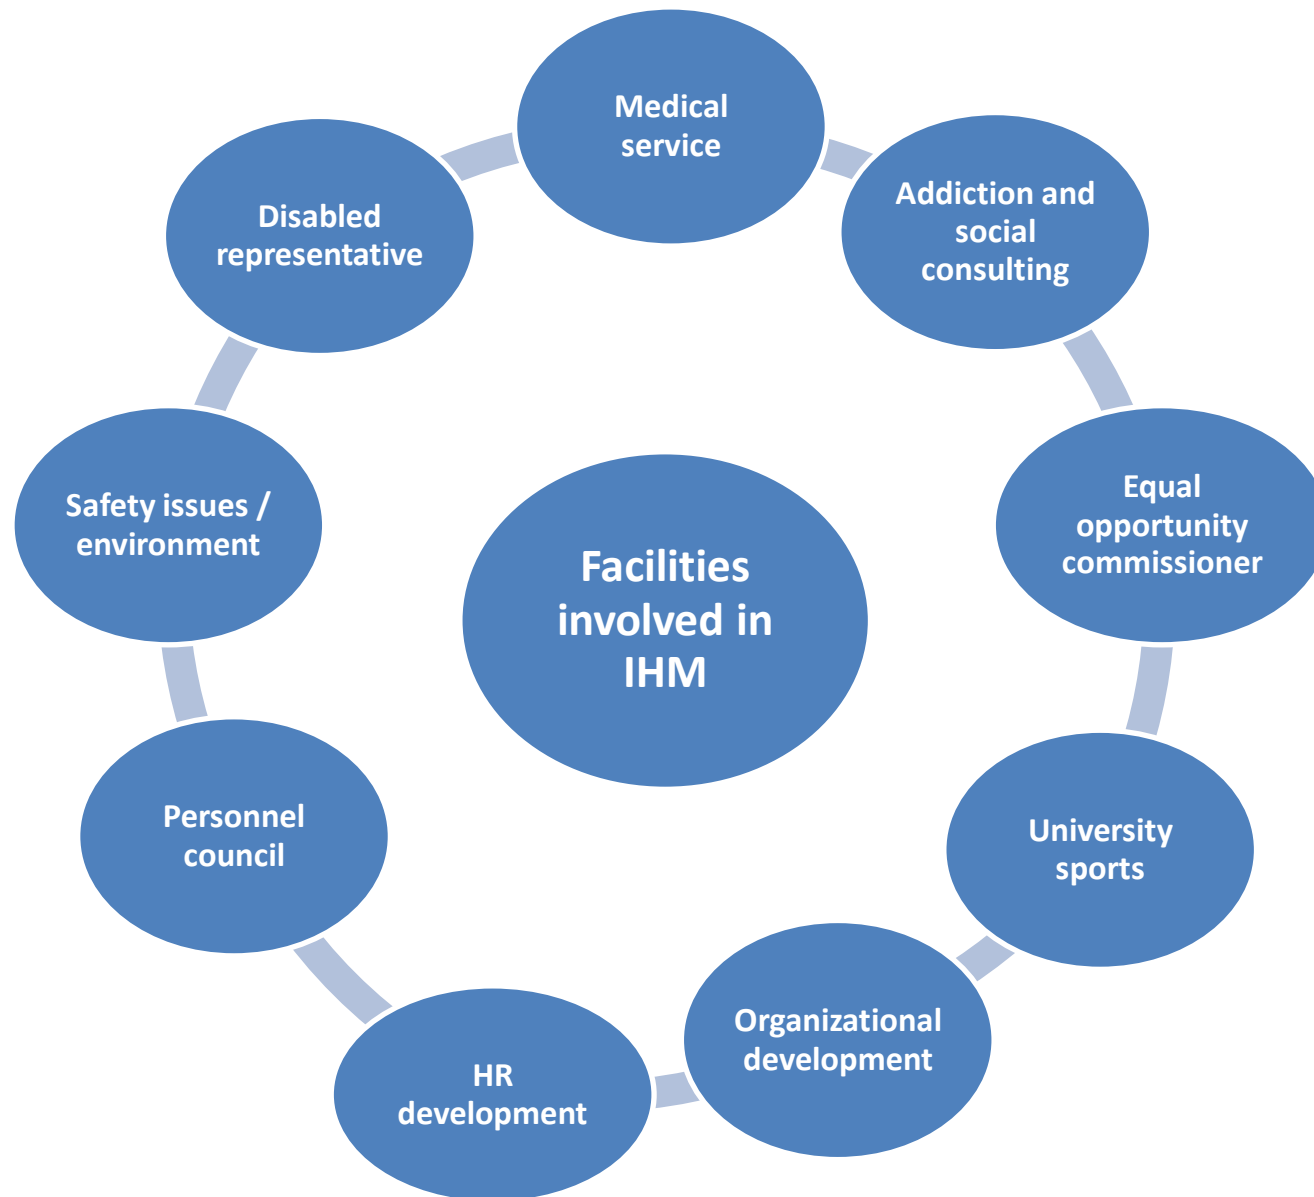 Medical
service
Addiction and
social
consulting
Equal
opportunity
commissioner
University
sports
Organizational
development
HR
development
Personnel
council
Safety issues /
environment
Disabled
representative
Facilities
involved in
IHM